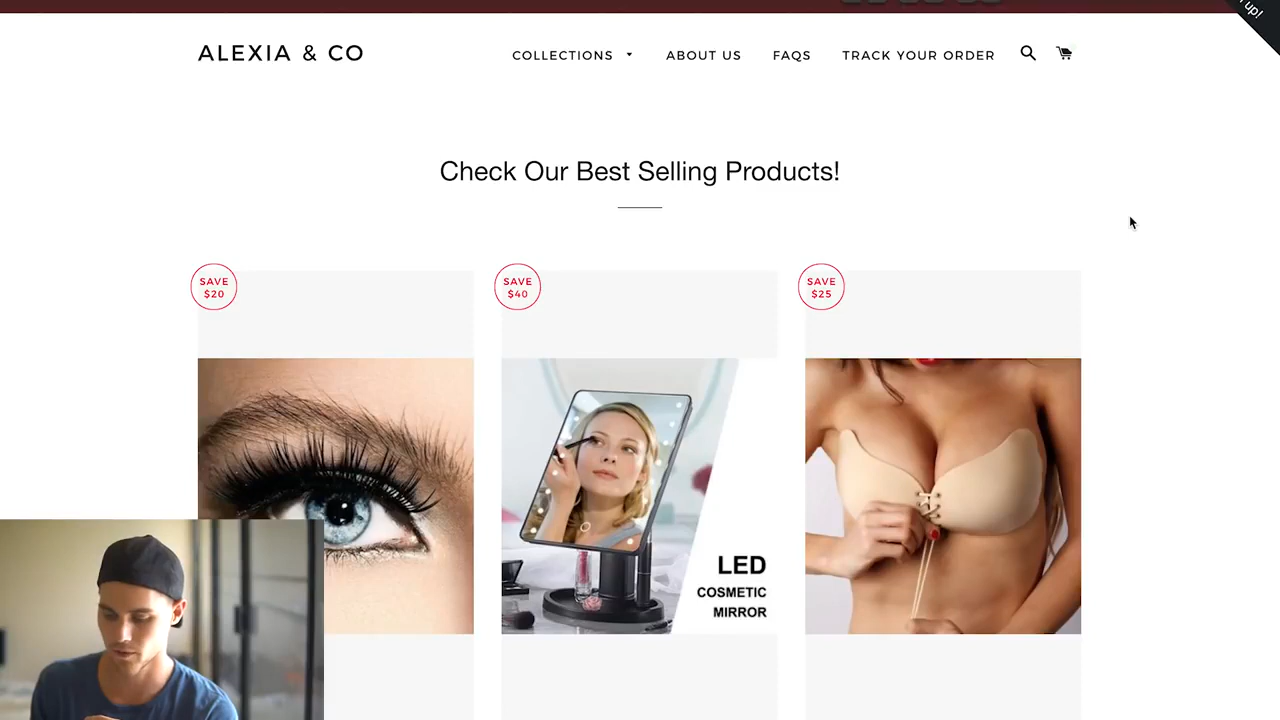 up!
ALEXIA & CO
COLLECTIONS
ABOUT US
FAQS
TRACK YOUR ORDER
Check Our Best Selling Products!
SAVE
$20
SAVE
$40
SAVE
$25
LED
COSMETIC
MIRROR